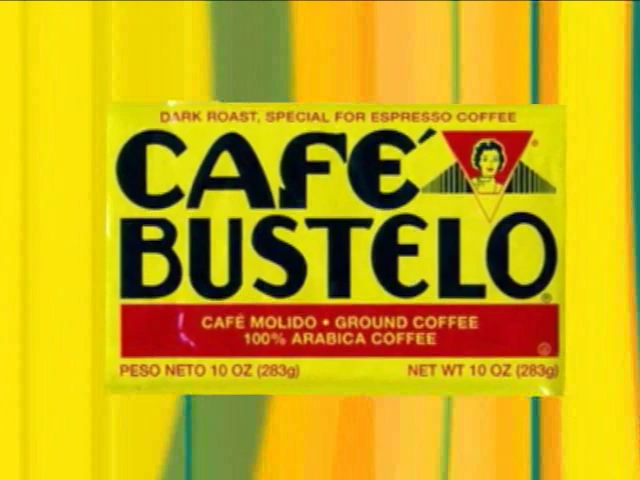 DARK ROAST, SPECIAL FOR ESPRESSO COFFEE
CAFÉ
BUSTELO
CAFÉ MOLIDO • GROUND COFFEE
100% ARABICA COFFEE
PESO NETO 10 OZ (283g)
NET WT 10 OZ (283g)